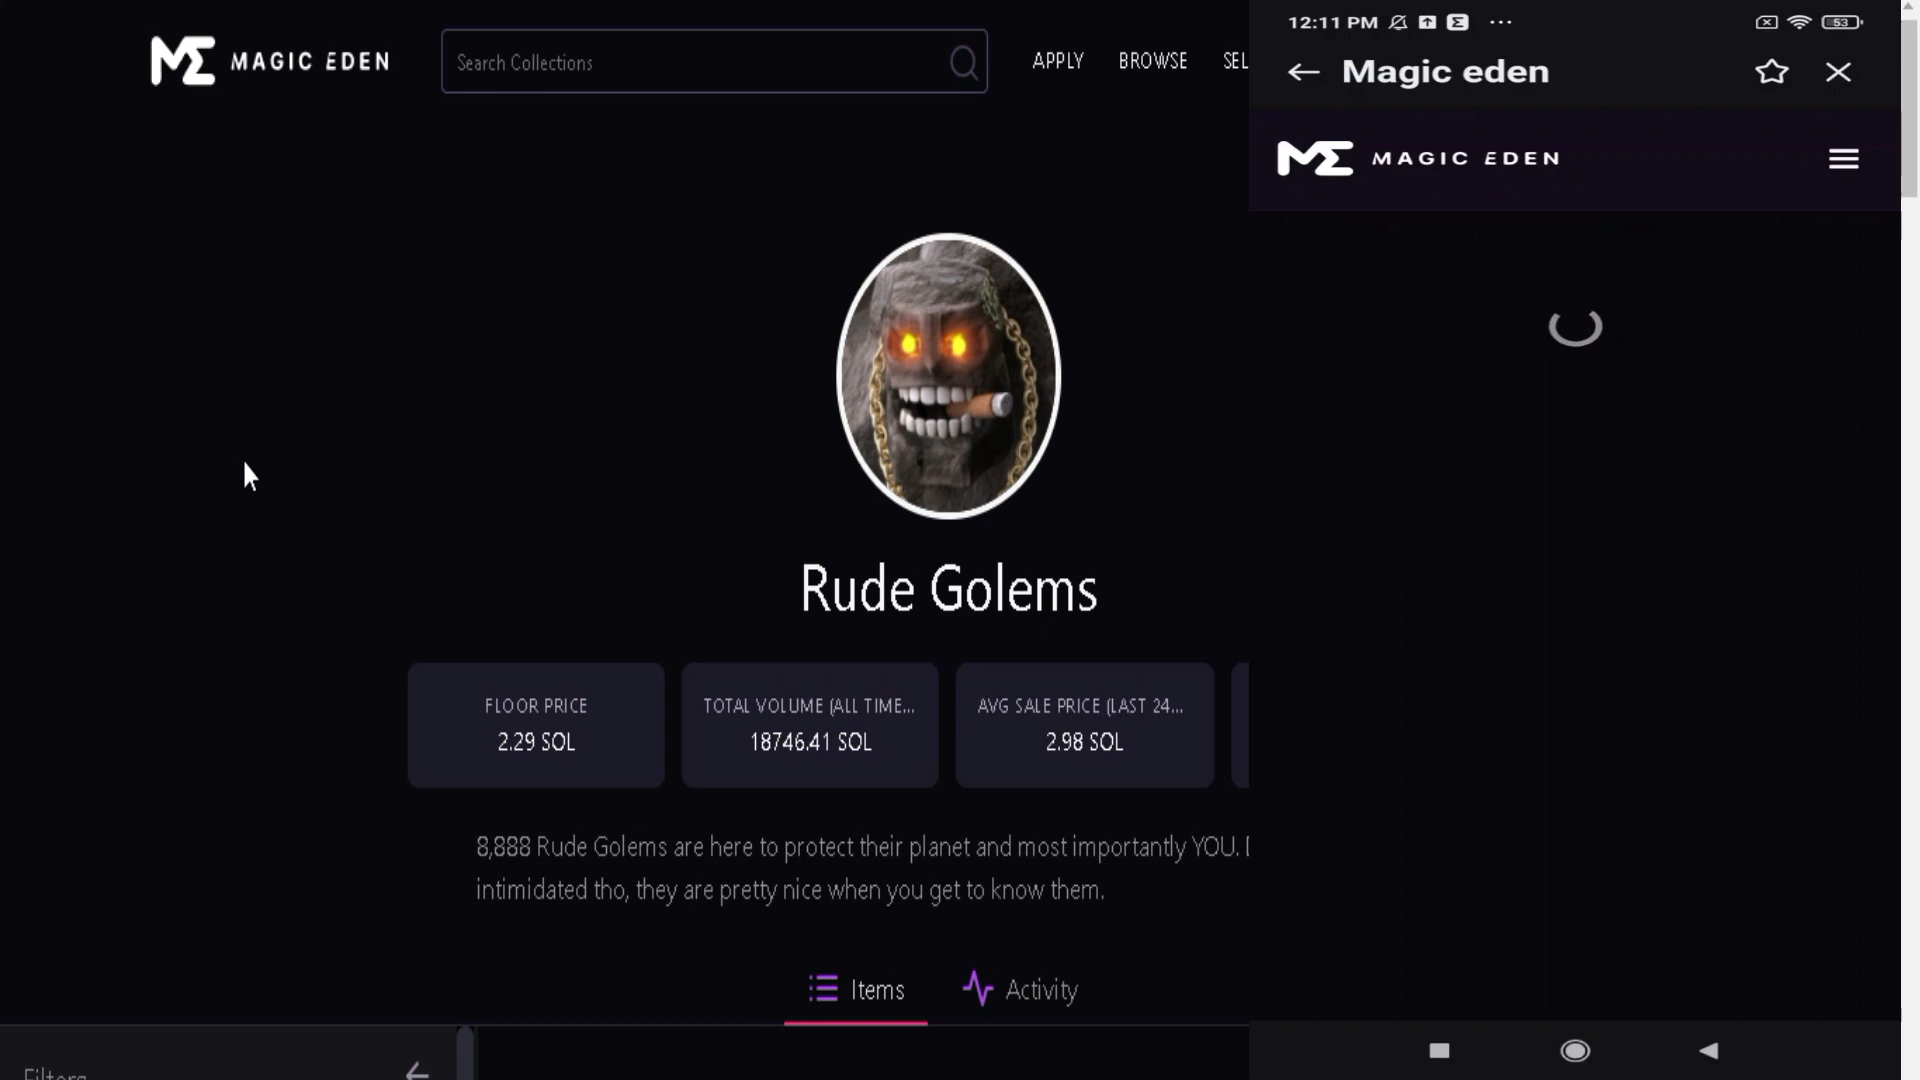 MAGIC EDEN
Search Collections
APPLY BROWSE SEL
Rude Golems
FLOOR PRICE
2.29 SOL
TOTAL VOLUME (ALL TIME...
18746.41 SOL
AVG SALE PRICE (LAST 24...
2.98 SOL
8,888 Rude Golems are here to protect their planet and most importantly YOU.
intimidated tho, they are pretty nice when you get to know them.
Items
Activity
Filters
12:11 PM
53
Magic eden
MAGIC EDEN